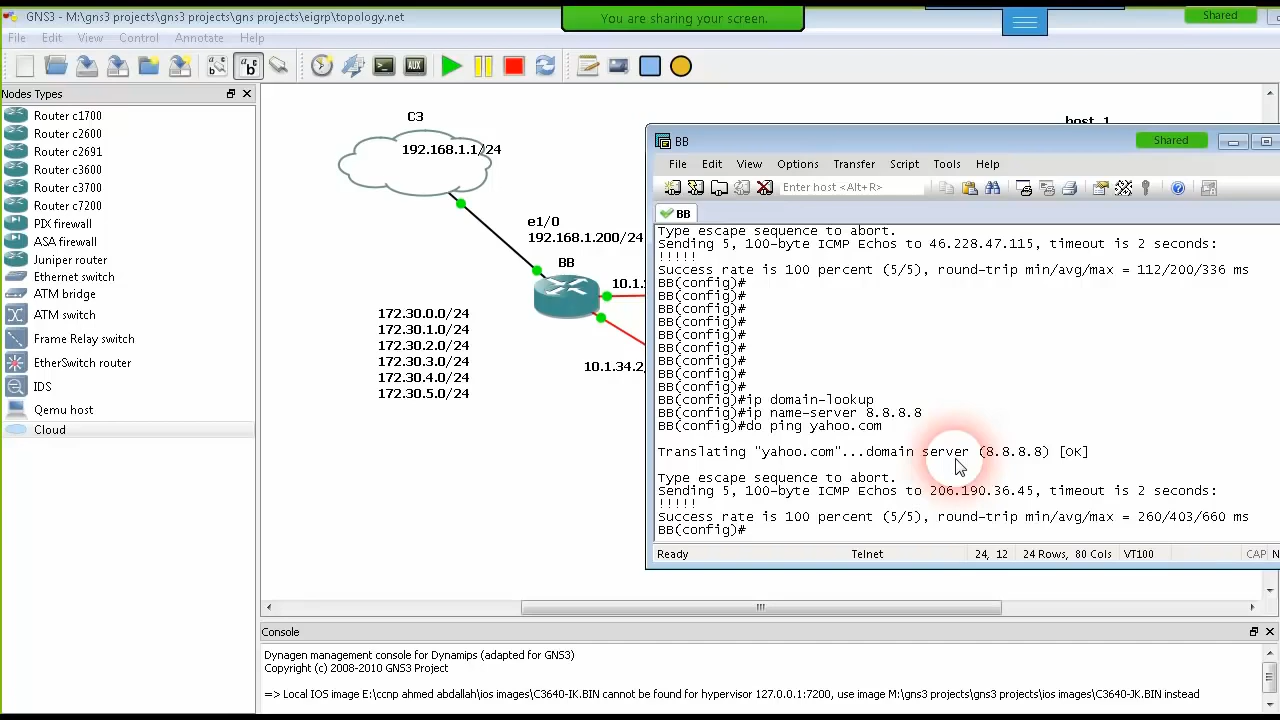 GNS3 - M:\gns3 projects\gns3 projects\gns projects\eigrp\topology.net
You are sharing your screen.
Shared
File Edit View Control Annotate Help
AUX
Nodes Types
Router c1700
Router c2600
Router c2691
Router c3600
Router c3700
Router c7200
PIX firewall
ASA firewall
Juniper router
Ethernet switch
ATM bridge
ATM switch
Frame Relay switch
EtherSwitch router
IDS
Qemu host
Cloud
C3
192.168.1.1/24
e1/0
192.168.1.200/24
BB
172.30.0.0/24
172.30.1.0/24
172.30.2.0/24
172.30.3.0/24
172.30.4.0/24
172.30.5.0/24
10.1.34.2
host 1
BB
Shared
File Edit View Options Transfer Script Tools Help
Enter host <Alt+R>
BB
Type escape sequence to abort.
Sending 5, 100-byte ICMP Echos to 46.228.47.115, timeout is 2 seconds:
!!!!!
Success rate is 100 percent (5/5), round-trip min/avg/max = 112/200/336 ms
BB(config)#
BB(config)#
BB(config)#
BB(config)#
BB(config)#
BB(config)#
BB(config)#
BB(config)#
BB(config)#
BB(config)#ip domain-lookup
BB(config)#ip name-server 8.8.8.8
BB(config)#do ping yahoo.com
Translating "yahoo.com"...domain server (8.8.8.8) [OK]
Type escape sequence to abort.
Sending 5, 100-byte ICMP Echos to 206.190.36.45, timeout is 2 seconds:
!!!!!
Success rate is 100 percent (5/5), round-trip min/avg/max = 260/403/660 ms
BB(config)#
Ready Telnet 24, 12 24 Rows, 80 Cols VT100 CAP
Console
Dynagen management console for Dynamips (adapted for GNS3)
Copyright (c) 2008-2010 GNS3 Project
=> Local IOS image E:\ccnp ahmed abdallah\ios images\C3640-IK.BIN cannot be found for hypervisor 127.0.0.1:7200, use image M:\gns3 projects\gns3 projects\ios images\C3640-JK.BIN instead